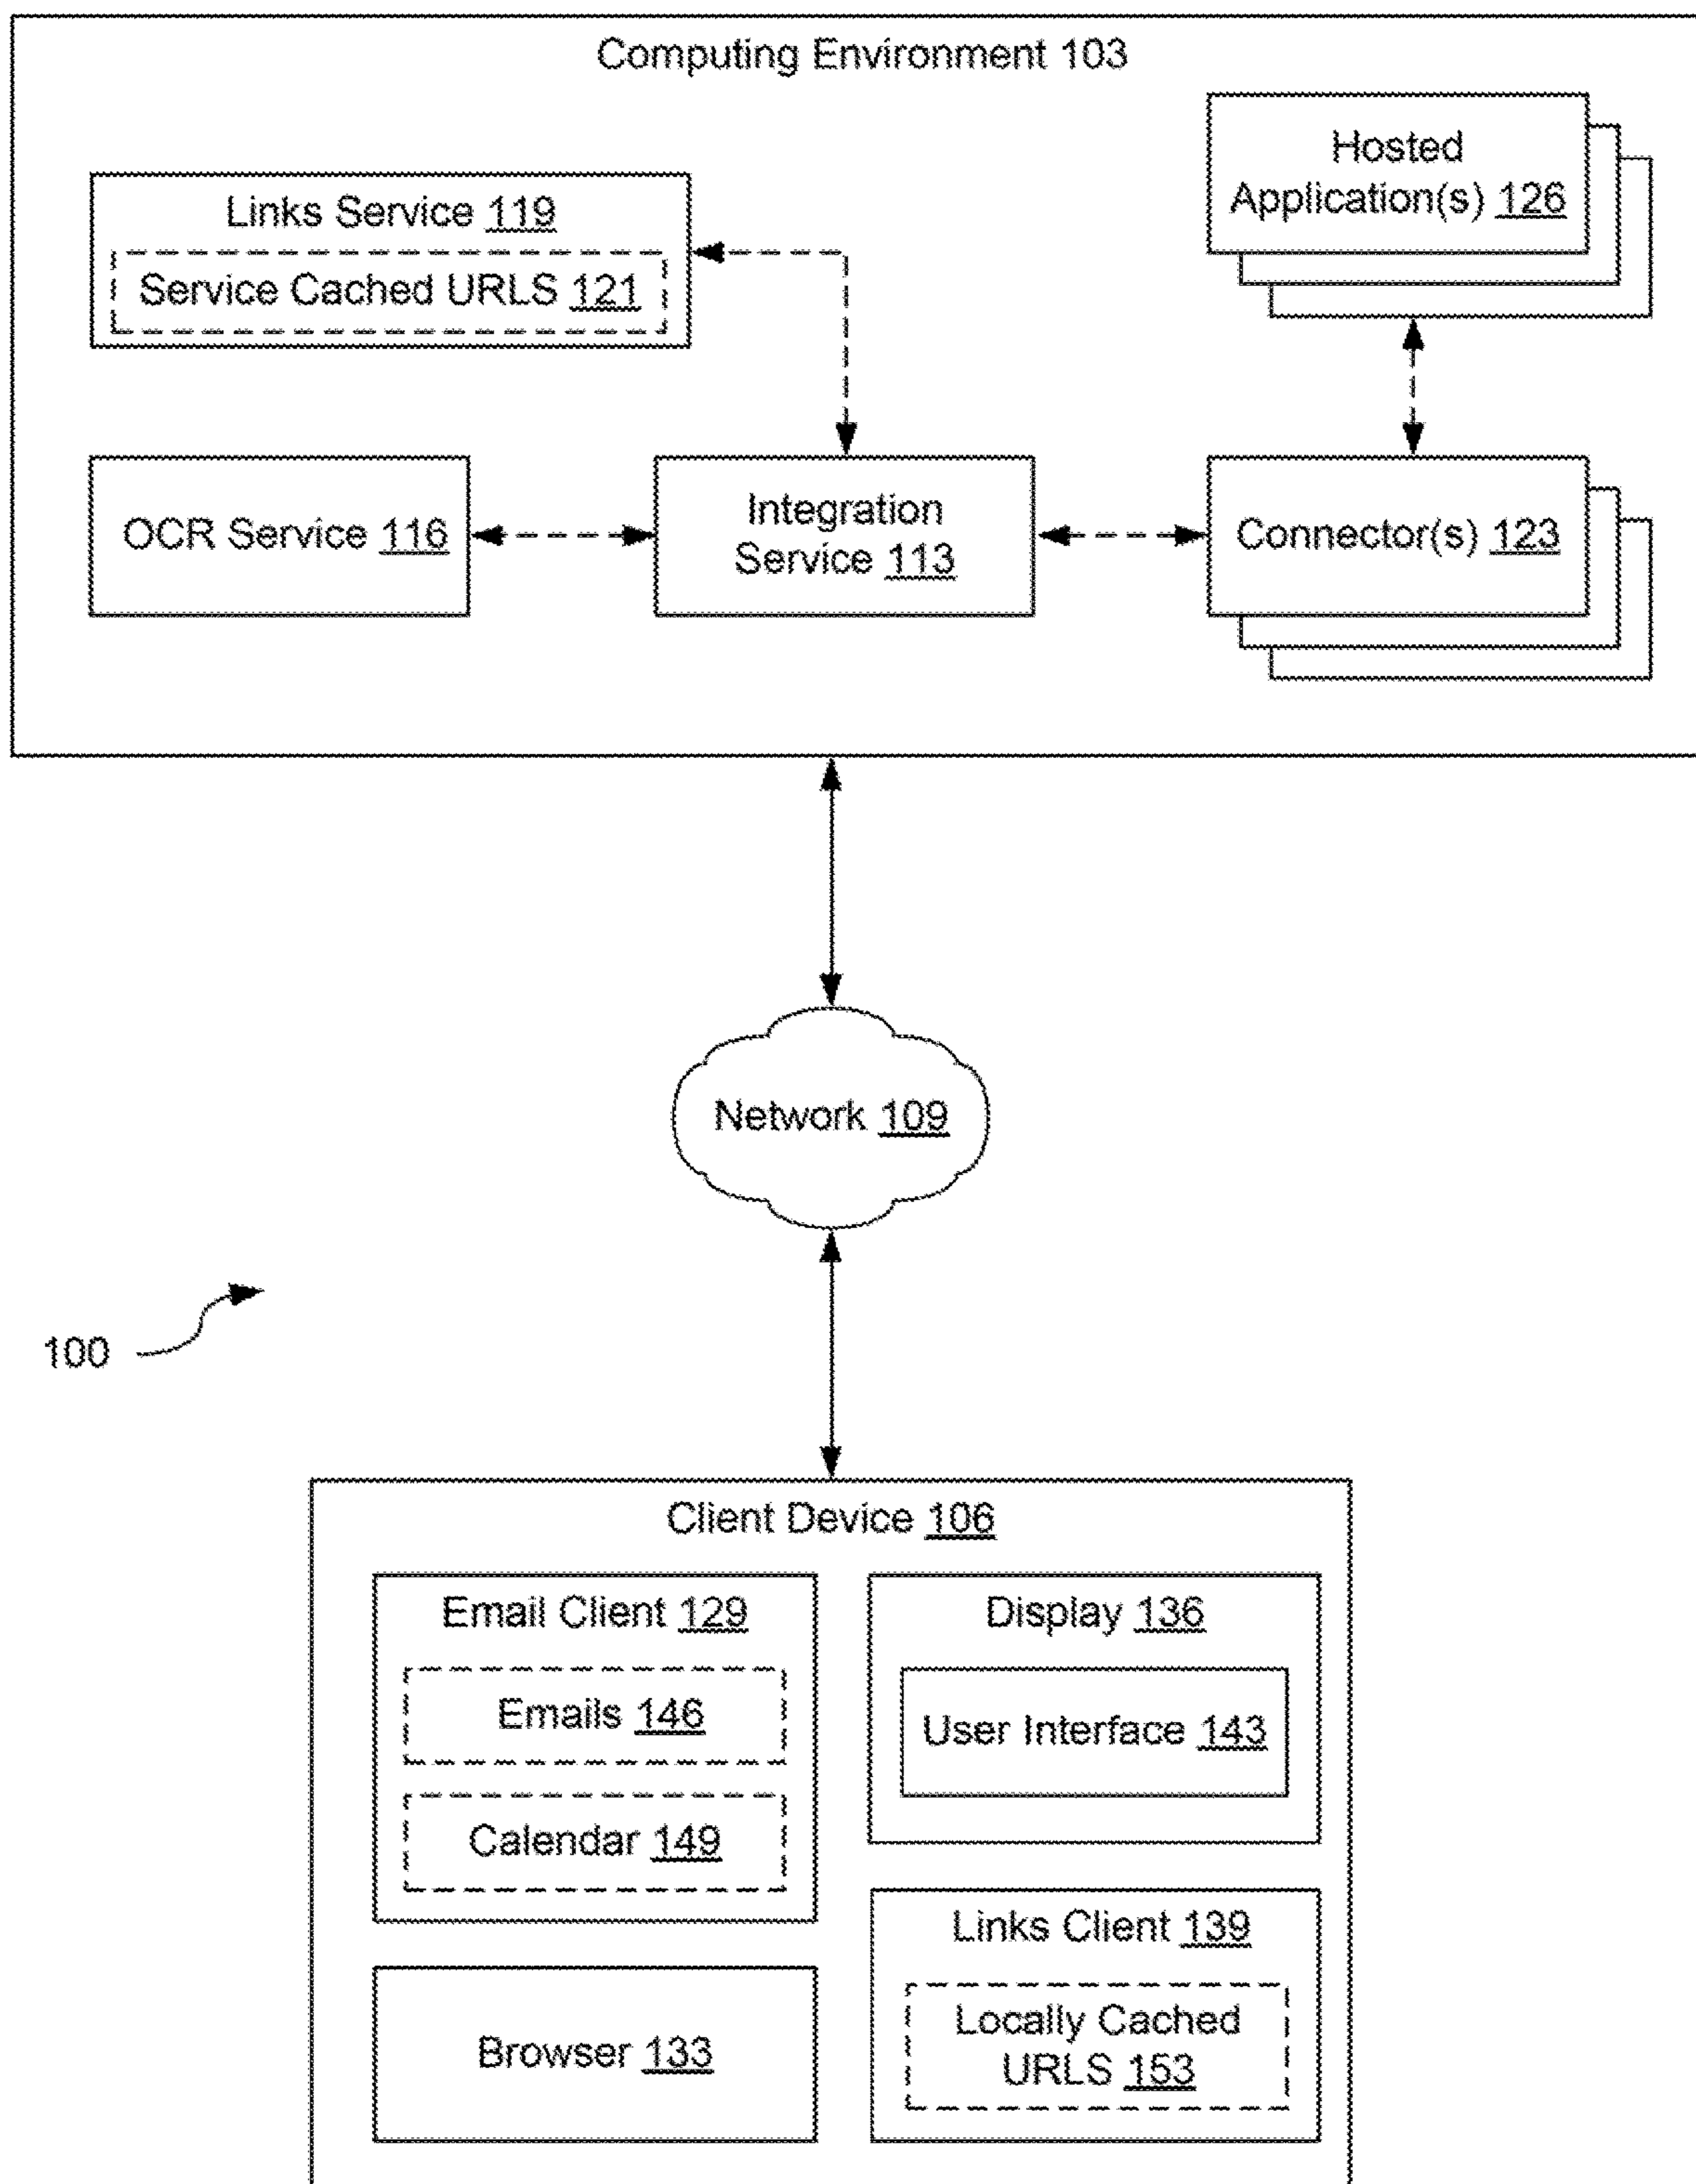 Computing Environment 103
Hosted
Application(s) 126
Links Service 119
Service Cached URLS 121
OCR Service 116
Integration
Service 113
Connector(s) 123
Network 109
100
Client Device 106
Email Client 129
Emails 146
Calendar 149
Display 136
User Interface 143
Browser 133
Links Client 139
Locally Cached
URLS 153